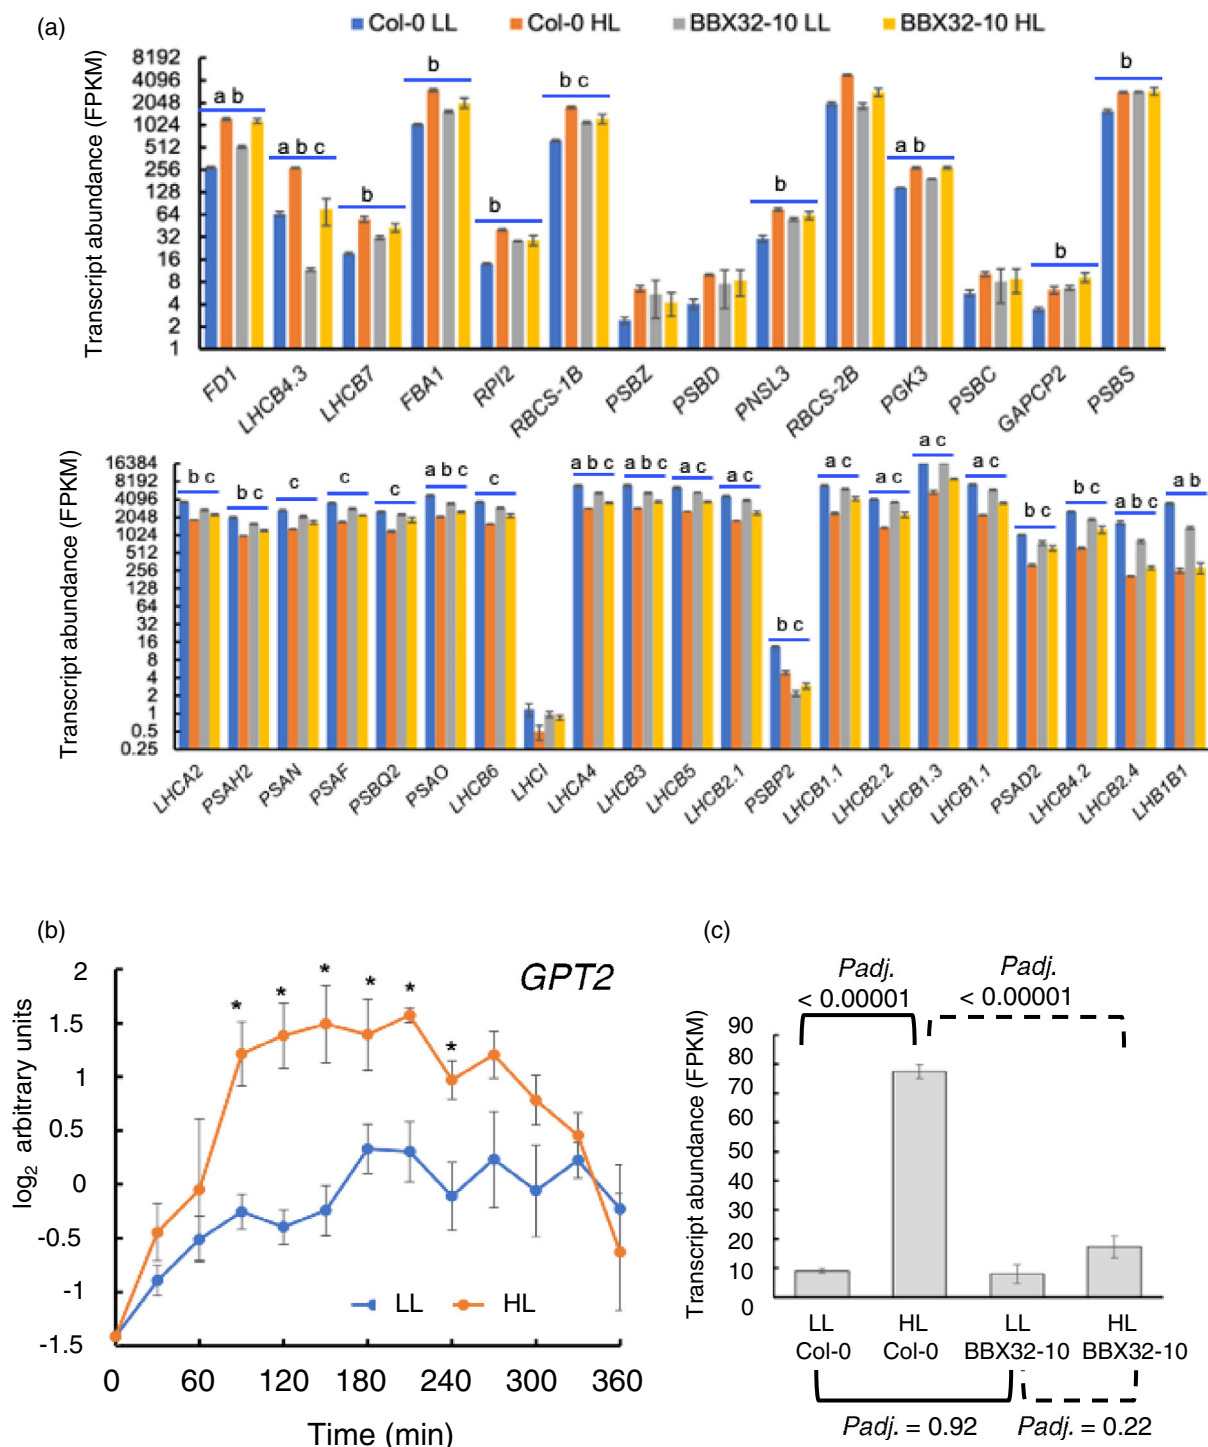 (a)
Col-0 LL Col-0 HL BBX32-10 LL BBX32-10 HL
Transcript abundance (FPKM)
8192
4096
2048
1024
512
256
128
64
32
16
8
4
2
1
a b
a b c
b
b
b
b c
b
a b
b
b
FD1 LHCB4.3 LHCB7 FBA1 RPI2 RBCS-1B PSBZ PSBD PNSL3 RBCS-2B PGK3 PSBC GAPCP2 PSBS
Transcript abundance (FPKM)
16384
8192
4096
2048
1024
512
256
128
64
32
16
8
4
2
1
0.5
0.25
b c
b c
c
c
c
a b c
c
a b c
a b c
a c
a c
b c
a c
a c
a c
a c
b c
b c
a b c
a b
LHCA2 PSAH2 PSAN PSAF PSBQ2 PSAO LHCB6 LHCI LHCA4 LHCB3 LHCB5 LHCB2.1 PSBP2 LHCB1.1 LHCB2.2 LHCB1.3 LHCB1.1 PSAD2 LHCB4.2 LHCB2.4 LHB1B1
(b)
GPT2
log₂ arbitrary units
2
1.5
1
0.5
0
-0.5
-1
-1.5
* * * * * *
LL HL
0 60 120 180 240 300 360
Time (min)
(c)
Padj.
< 0.00001
Padj.
< 0.00001
Transcript abundance (FPKM)
90
80
70
60
50
40
30
20
10
0
LL HL LL HL
Col-0 Col-0 BBX32-10 BBX32-10
Padj. = 0.92 Padj. = 0.22